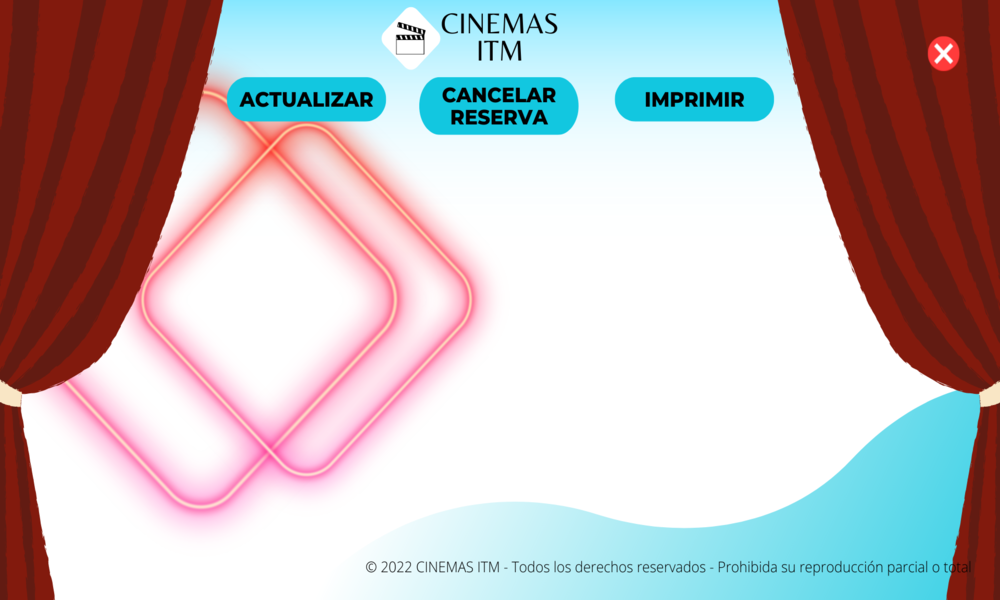 CINEMAS
ITM
ACTUALIZAR
CANCELAR
RESERVA
IMPRIMIR
© 2022 CINEMAS ITM - Todos los derechos reservados - Prohibida su reproducción parcial o total